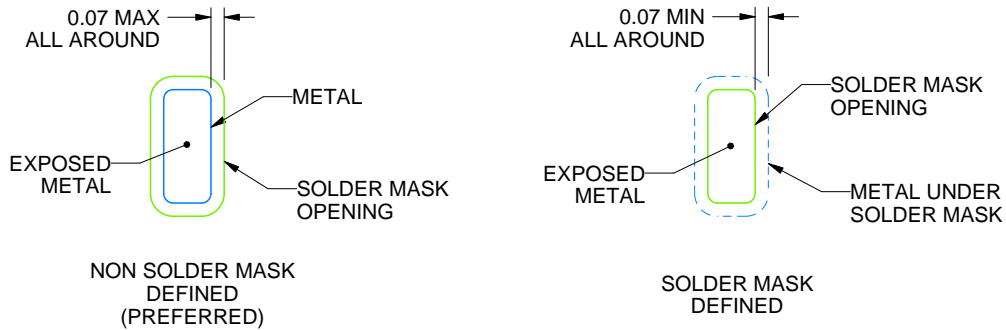 0.07 MAX
ALL AROUND
METAL
EXPOSED
METAL
SOLDER MASK
OPENING
NON SOLDER MASK
DEFINED
(PREFERRED)
0.07 MIN
ALL AROUND
SOLDER MASK
OPENING
EXPOSED
METAL
METAL UNDER
SOLDER MASK
SOLDER MASK
DEFINED